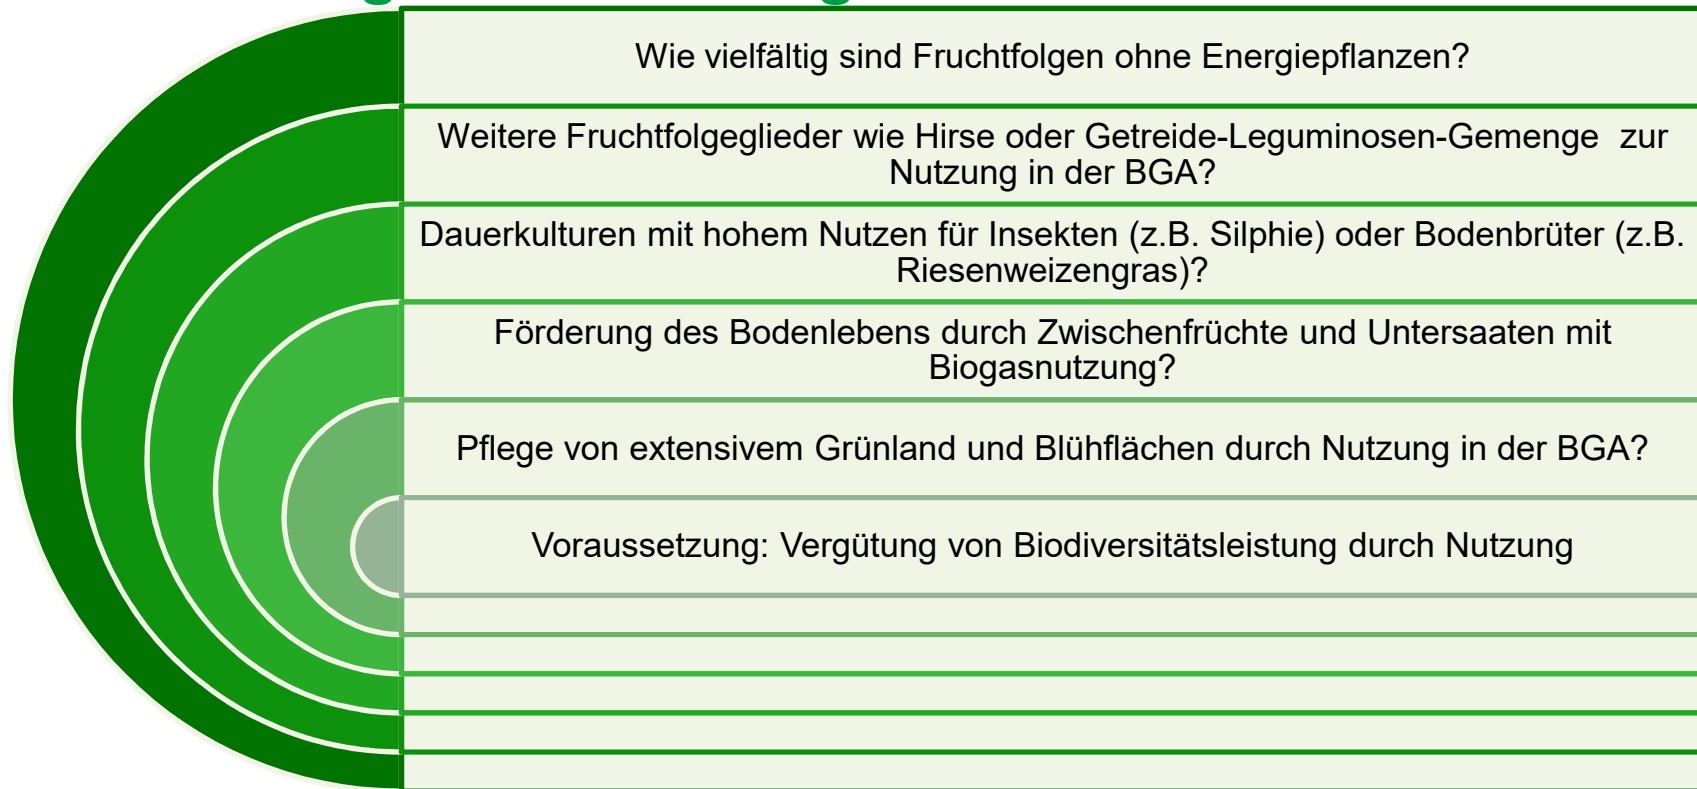 Wie vielfältig sind Fruchtfolgen ohne Energiepflanzen?
Weitere Fruchtfolgeglieder wie Hirse oder Getreide-Leguminosen-Gemenge  zur
Nutzung in der BGA?
Dauerkulturen mit hohem Nutzen für Insekten (z.B. Silphie) oder Bodenbrüter (z.B.
Riesenweizengras)?
Förderung des Bodenlebens durch Zwischenfrüchte und Untersaaten mit
Biogasnutzung?
Pflege von extensivem Grünland und Blühflächen durch Nutzung in der BGA?
Voraussetzung: Vergütung von Biodiversitätsleistung durch Nutzung